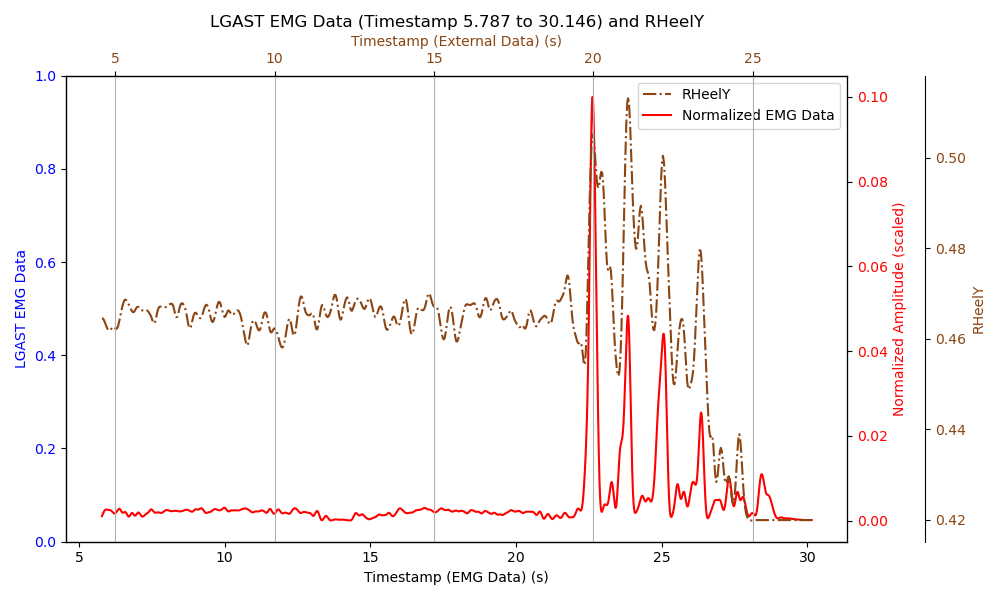 LGAST EMG Data (Timestamp 5.787 to 30.146) and RHeelY
Timestamp (External Data) (s)
5 10 15 20 25
RHeelY
Normalized EMG Data
1.0
0.8
0.6
0.4
0.2
0.0
LGAST EMG Data
0.10
0.08
0.06
0.04
0.02
0.00
Normalized Amplitude (scaled)
0.50
0.48
0.46
0.44
0.42
RHeelY
5 10 15 20 25 30
Timestamp (EMG Data) (s)